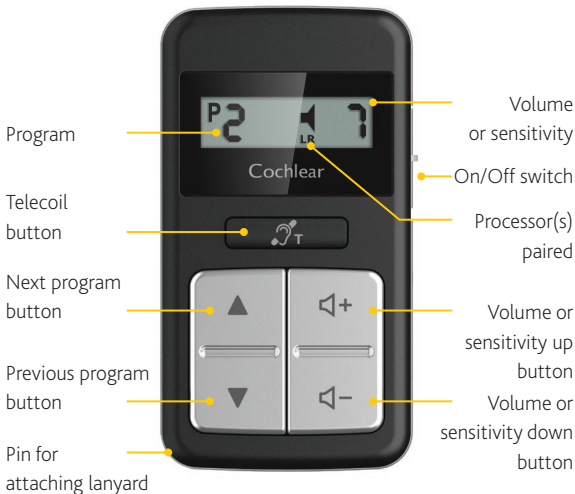 P2 LR 7
Cochlear
T
+
-
Program
Telecoil
button
Next program
button
Previous program
button
Pin for
attaching lanyard
Volume
or sensitivity
On/Off switch
Processor(s)
paired
Volume or
sensitivity up
button
Volume or
sensitivity down
button